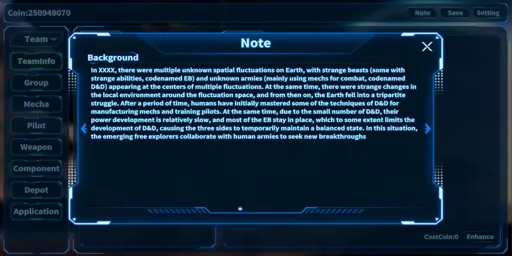 Coin:250949070
Note
Save
Setting
Team
TeamInfo
Group
Mecha
Pilot
Weapon
Component
Depot
Application
Note
Background
In XXXX, there were multiple unknown spatial fluctuations on Earth, with strange beasts (some with
strange abilities, codenamed EB) and unknown armies (mainly using mechs for combat, codenamed
D&D) appearing at the centers of multiple fluctuations. At the same time, there were strange changes in
the local environment around the fluctuation space, and from then on, the Earth fell into a tripartite
struggle. After a period of time, humans have initially mastered some of the techniques of D&D for
manufacturing mechs and training pilots. At the same time, due to the small number of D&D, their
power development is relatively slow, and most of the EB stay in place, which to some extent limits the
development of D&D, causing the three sides to temporarily maintain a balanced state. In this situation,
the emerging free explorers collaborate with human armies to seek new breakthroughs
CostCoin:0
Enhance